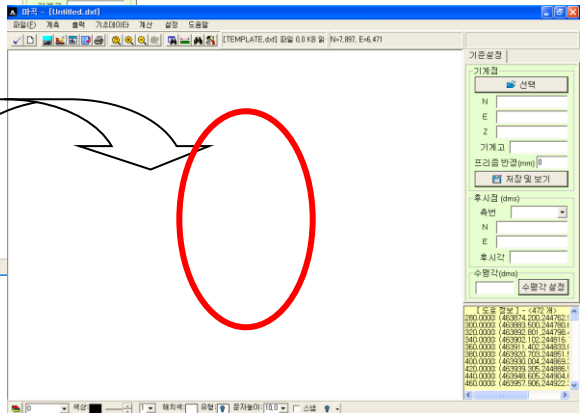 마곡 - [Untitled.dxf]
파일(F) 계측 출력 기초데이타 계산 설정 도움말
[TEMPLATE.dxf] 파일 0.0 KB 읽 N=7,897, E=6,471
기준설정
기계점
선택
N
E
Z
기계고
프리즘 반경(mm) 0
저장 및 보기
후시점 (dms)
측변
N
E
후시각
수평각(dms)
수평각 설정
[ 도로 정보 ] - <472 개>
280.0000: (463874.200,244762.
300.0000: (463883.500,244780.
320.0000: (463892.801,244798.
340.0000: (463902.102,244816.
360.0000: (463911.402,244833.
380.0000: (463920.703,244851.
400.0000: (463930.004,244869.
420.0000: (463939.305,244886.
440.0000: (463948.605,244904.
460.0000: (463957.906,244922.
0 색상: 1 해치색: 유형: 문자높이: 10.0 스냅